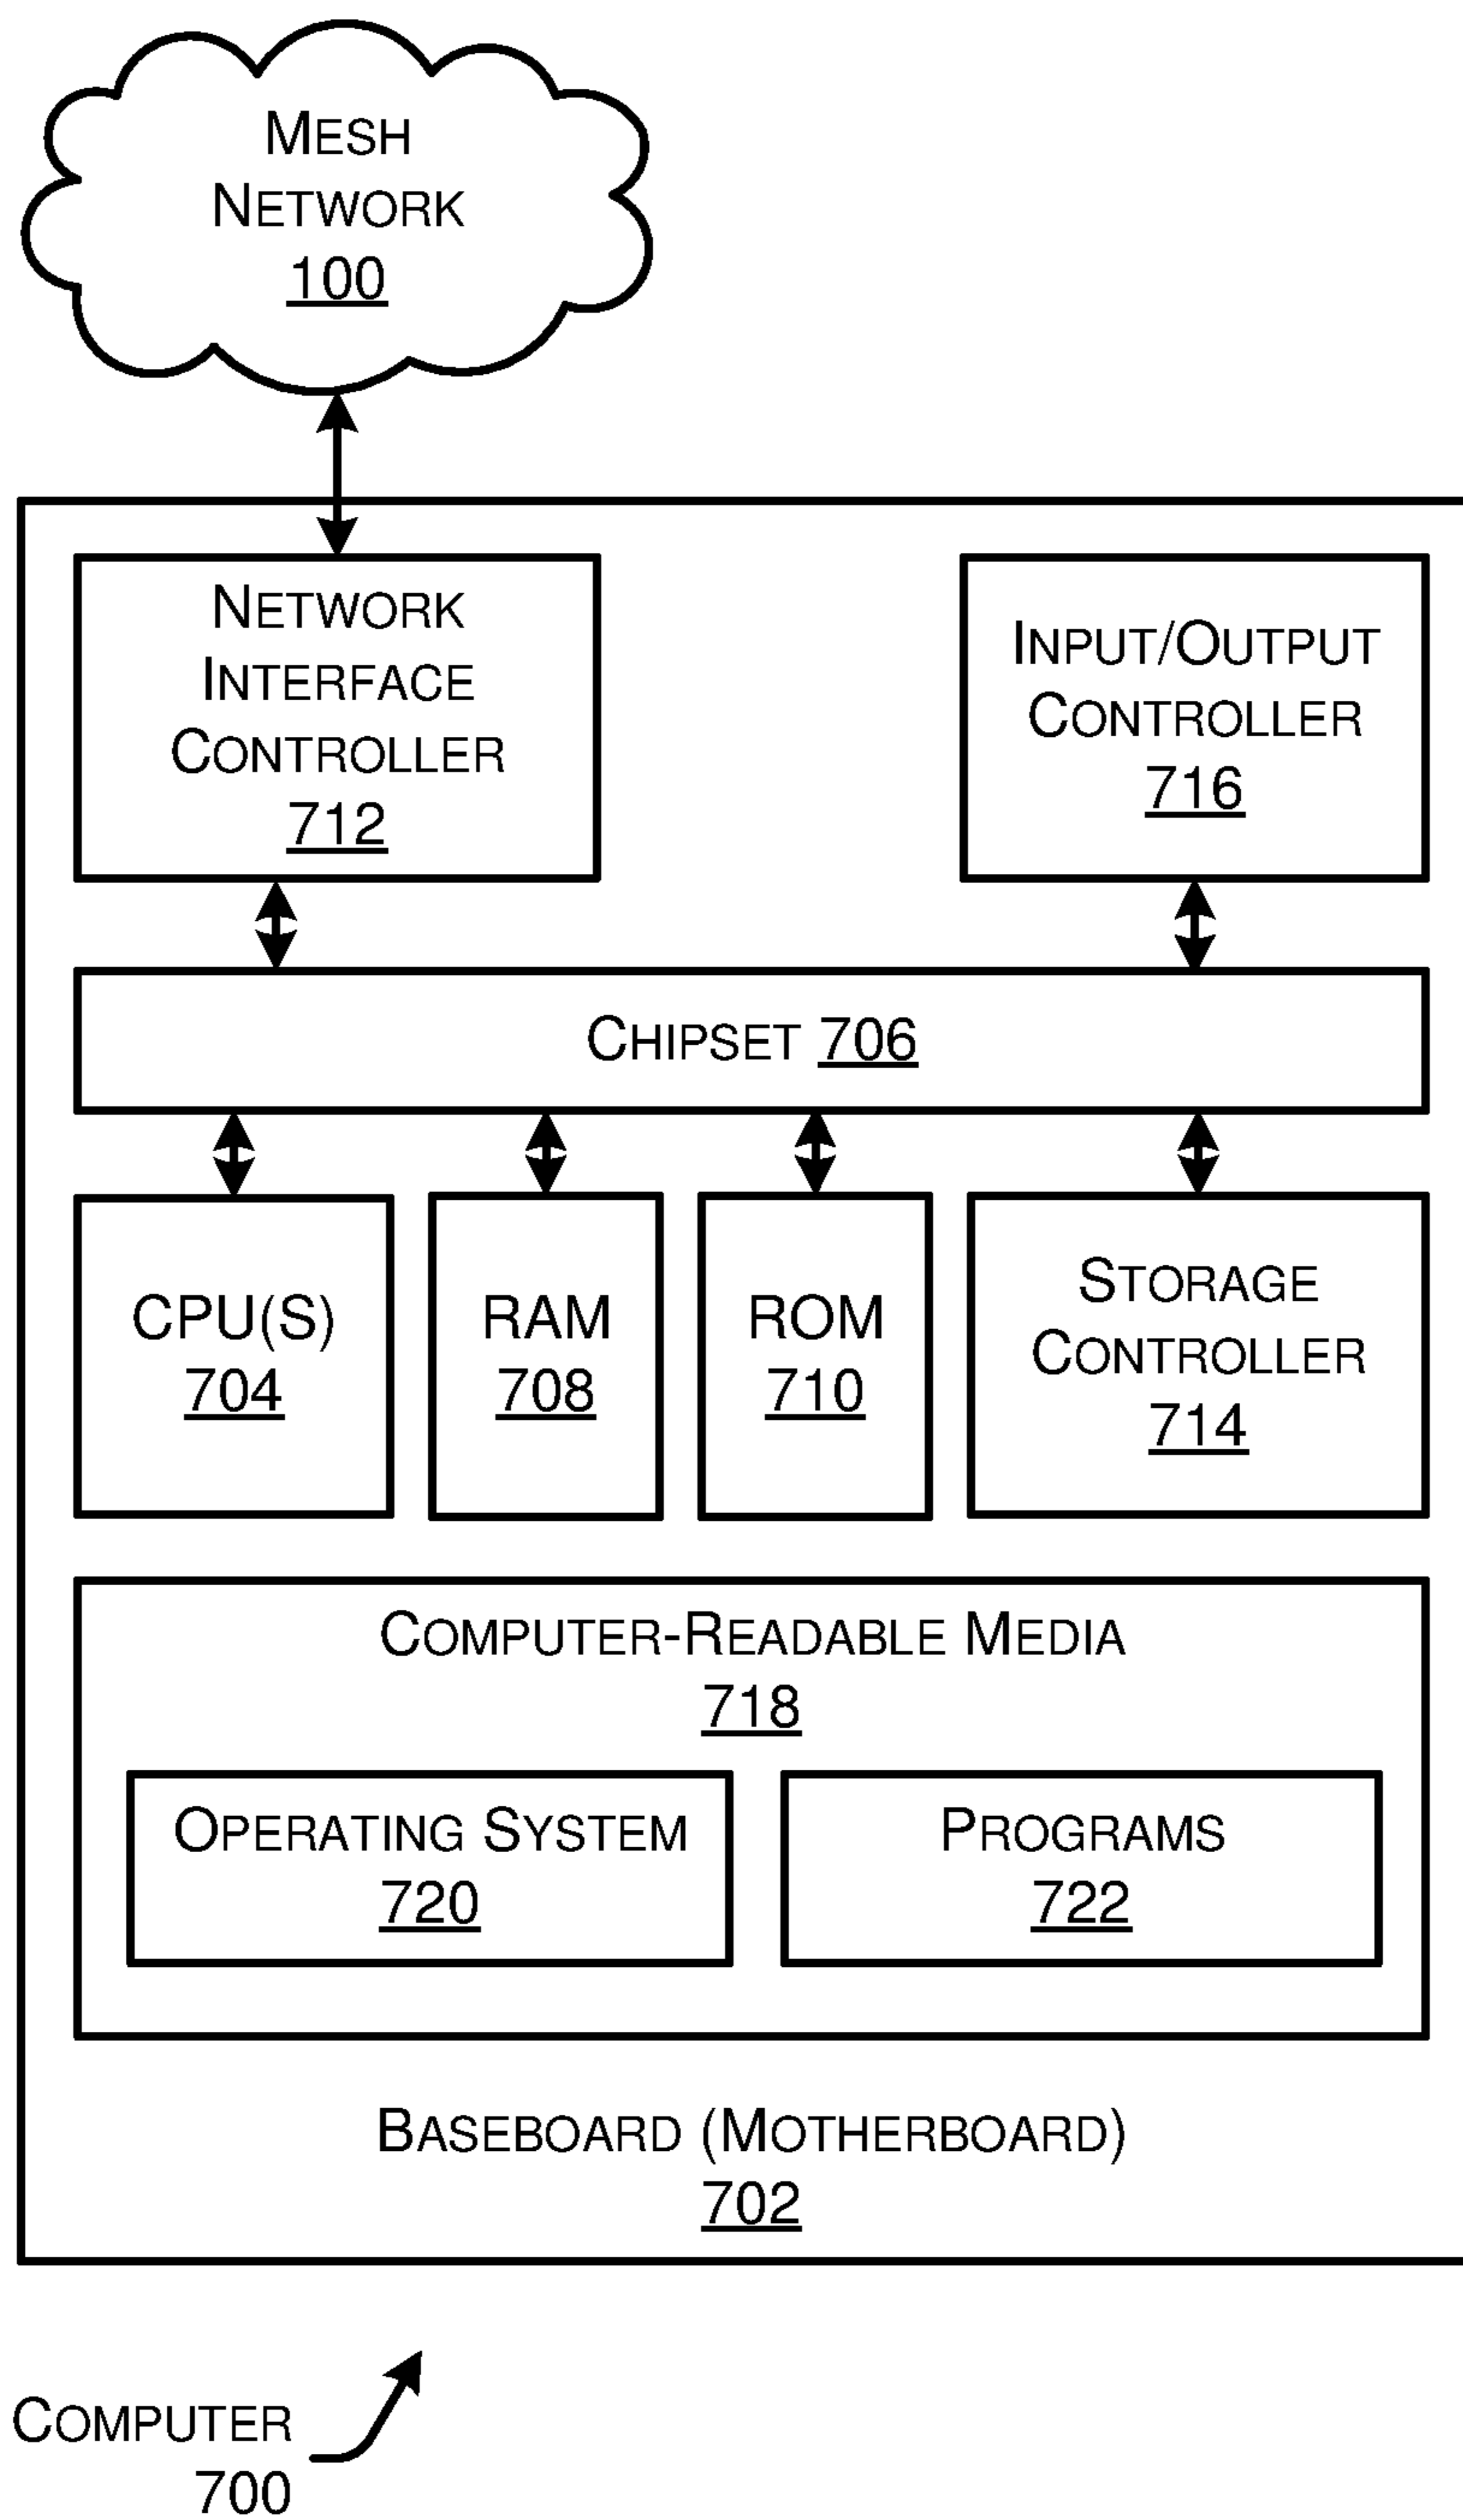 MESH
NETWORK
100
NETWORK
INTERFACE
CONTROLLER
712
INPUT/OUTPUT
CONTROLLER
716
CHIPSET 706
CPU(S)
704
RAM
708
ROM
710
STORAGE
CONTROLLER
714
COMPUTER-READABLE MEDIA
718
OPERATING SYSTEM
720
PROGRAMS
722
BASEBOARD (MOTHERBOARD)
702
COMPUTER
700